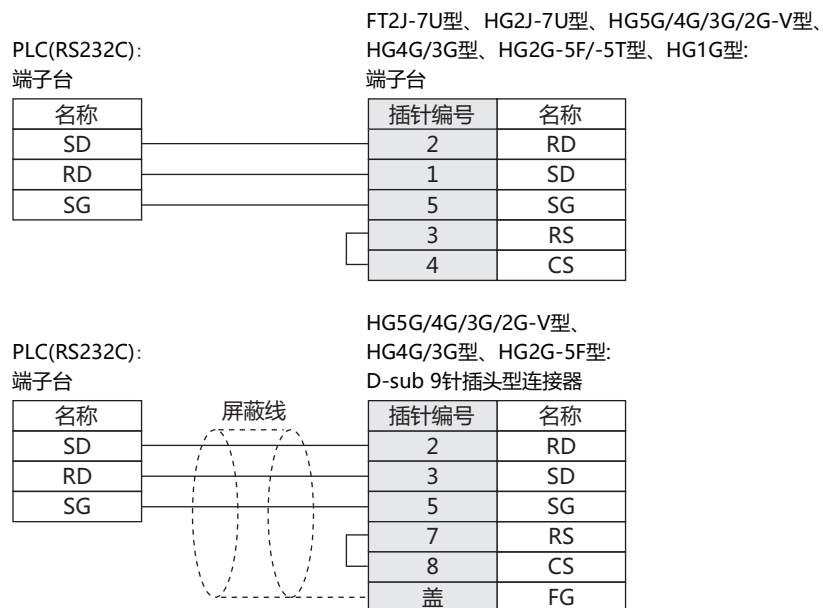 FT2J-7U型、HG2J-7U型、HG5G/4G/3G/2G-V型、
PLC(RS232C)： HG4G/3G型、HG2G-5F/-5T型、HG1G型:
端子台 端子台
名称 插针编号 名称
SD 2 RD
RD 1 SD
SG 5 SG
3 RS
4 CS
HG5G/4G/3G/2G-V型、
PLC(RS232C)： HG4G/3G型、HG2G-5F型:
端子台 D-sub 9针插头型连接器
名称 屏蔽线 插针编号 名称
SD 2 RD
RD 3 SD
SG 5 SG
7 RS
8 CS
盖 FG